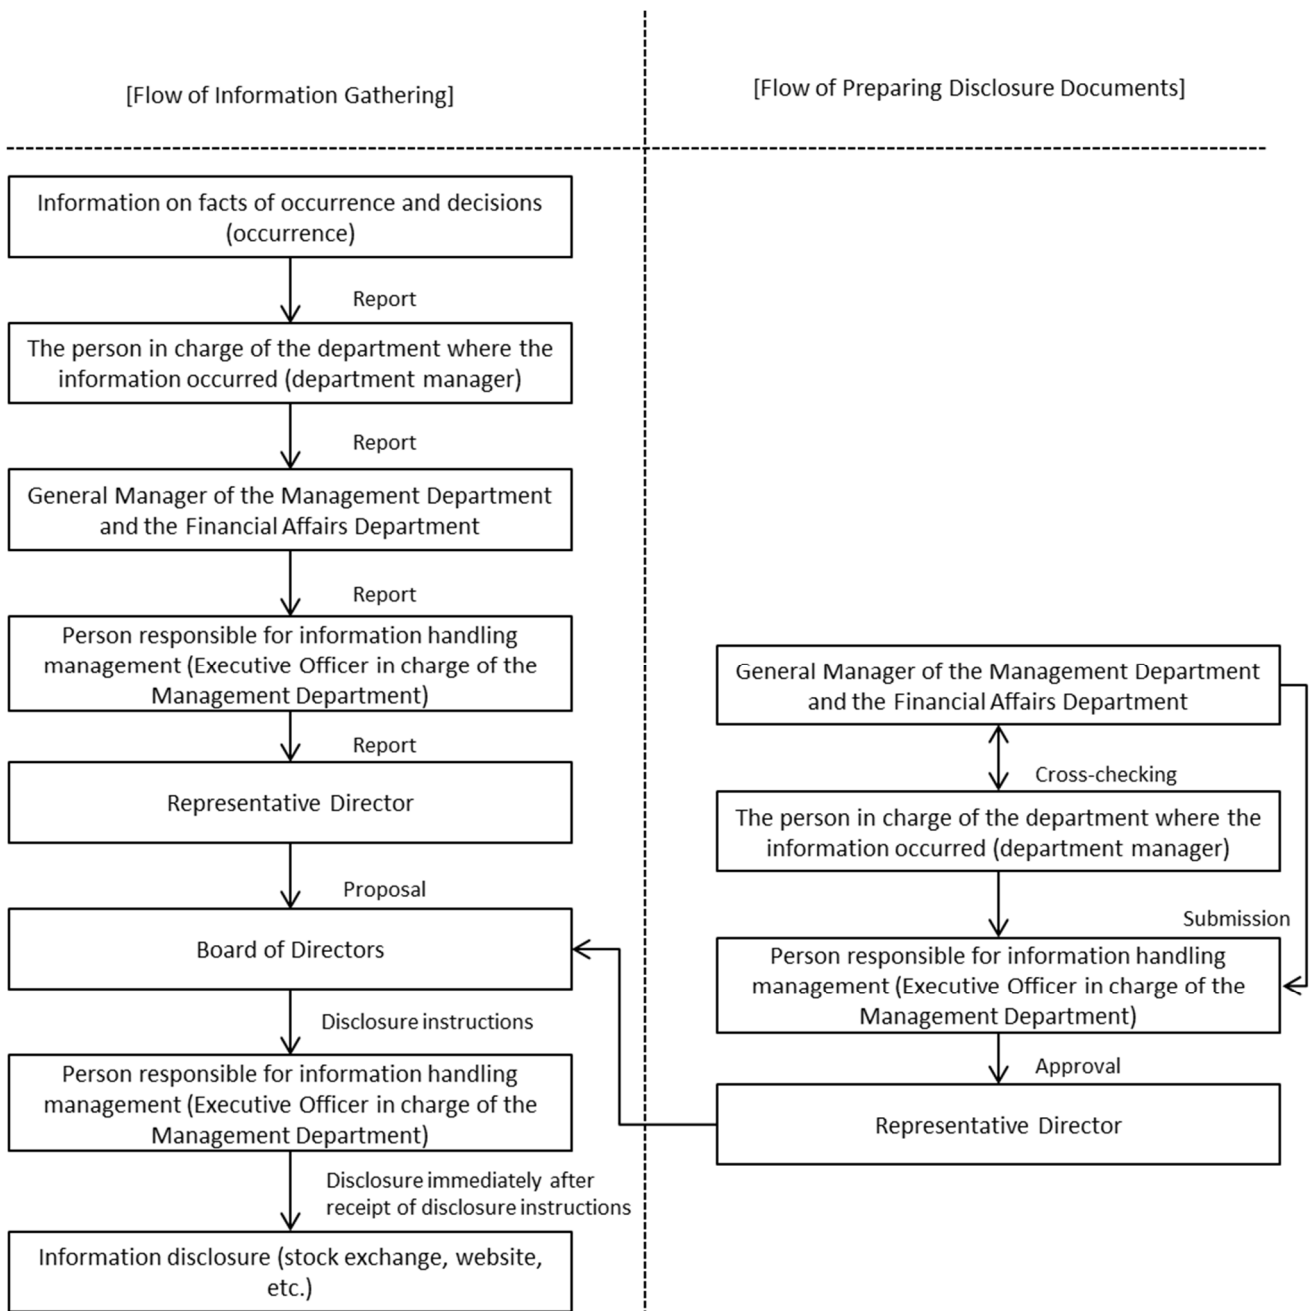 [Flow of Information Gathering]
[Flow of Preparing Disclosure Documents]
Information on facts of occurrence and decisions
(occurrence)
Report
The person in charge of the department where the
information occurred (department manager)
Report
General Manager of the Management Department
and the Financial Affairs Department
Report
Person responsible for information handling
management (Executive Officer in charge of the
Management Department)
Report
Representative Director
Proposal
Board of Directors
Disclosure instructions
Person responsible for information handling
management (Executive Officer in charge of the
Management Department)
Disclosure immediately after
receipt of disclosure instructions
Information disclosure (stock exchange, website,
etc.)
General Manager of the Management Department
and the Financial Affairs Department
Cross-checking
The person in charge of the department where the
information occurred (department manager)
Submission
Person responsible for information handling
management (Executive Officer in charge of the
Management Department)
Approval
Representative Director